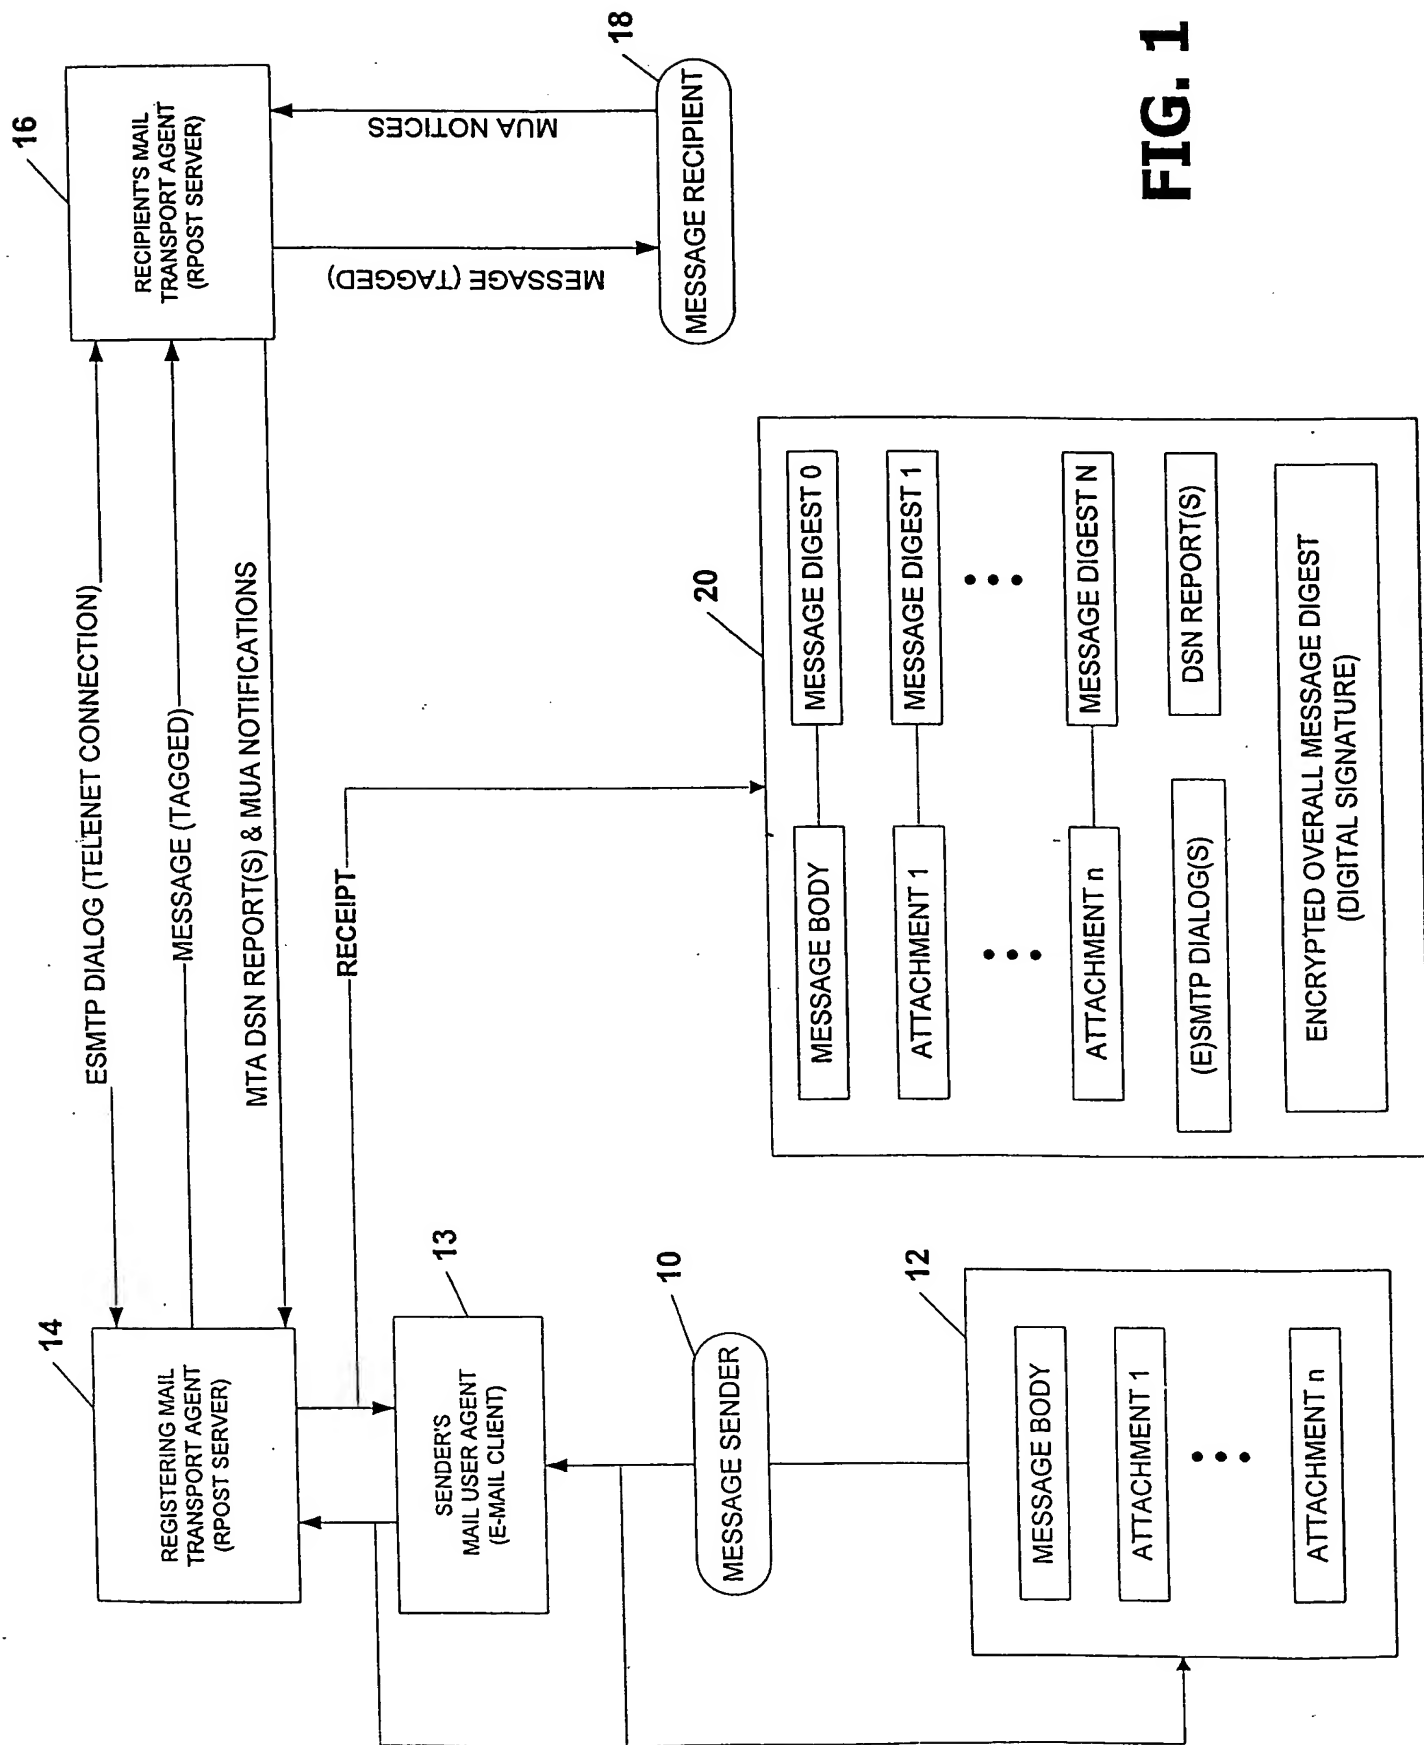 14
REGISTERING MAIL
TRANSPORT AGENT
(RPOST SERVER)
ESMTP DIALOG (TELENET CONNECTION)
MESSAGE (TAGGED)
MTA DSN REPORT(S) & MUA NOTIFICATIONS
16
RECIPIENT'S MAIL
TRANSPORT AGENT
(RPOST SERVER)
RECEIPT
MESSAGE (TAGGED)
MUA NOTICES
13
SENDER'S
MAIL USER AGENT
(E-MAIL CLIENT)
18
MESSAGE RECIPIENT
10
MESSAGE SENDER
12
MESSAGE BODY
ATTACHMENT 1
ATTACHMENT n
20
MESSAGE BODY
MESSAGE DIGEST 0
ATTACHMENT 1
MESSAGE DIGEST 1
ATTACHMENT n
MESSAGE DIGEST N
(E)SMTP DIALOG(S)
DSN REPORT(S)
ENCRYPTED OVERALL MESSAGE DIGEST
(DIGITAL SIGNATURE)
FIG. 1